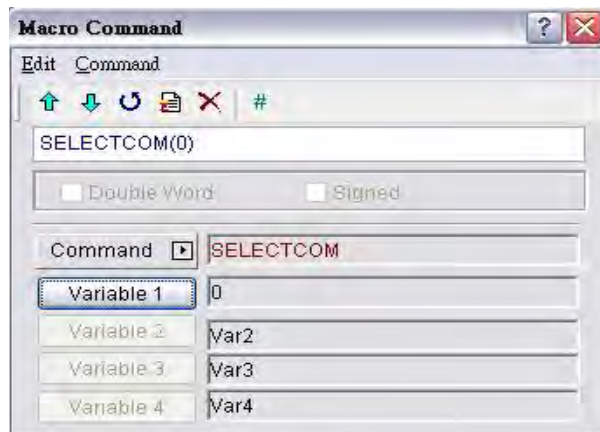 Macro Command
Edit Command
#
SELECTCOM(0)
Double Word Signed
Command SELECTCOM
Variable 1 0
Variable 2 Var2
Variable 3 Var3
Variable 4 Var4